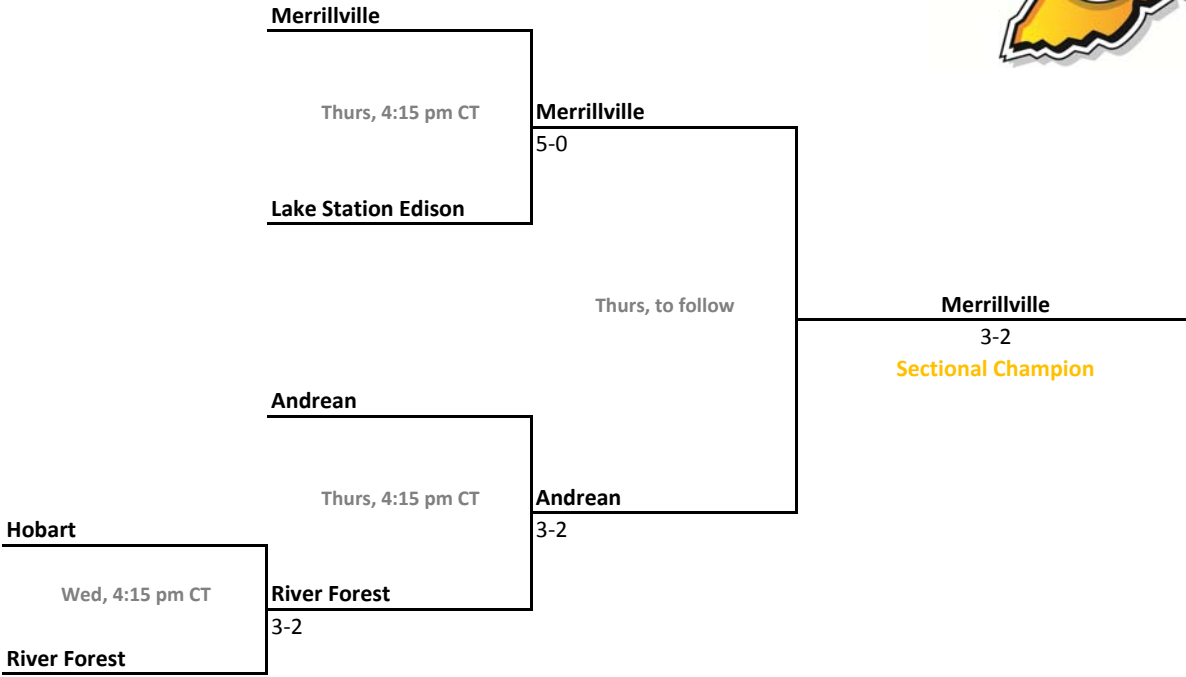 Merrillville
Thurs, 4:15 pm CT
Merrillville
5-0
Lake Station Edison
Thurs, to follow
Merrillville
3-2
Sectional Champion
Andrean
Thurs, 4:15 pm CT
Andrean
3-2
Hobart
Wed, 4:15 pm CT
River Forest
3-2
River Forest